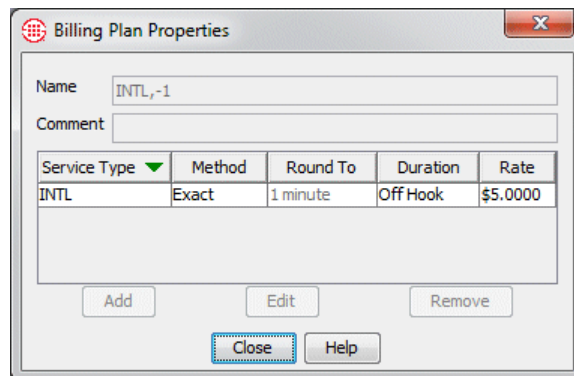 Billing Plan Properties
Name INTL,-1
Comment
Service Type Method Round To Duration Rate
INTL Exact 1 minute Off Hook $5.0000
Add Edit Remove
Close Help